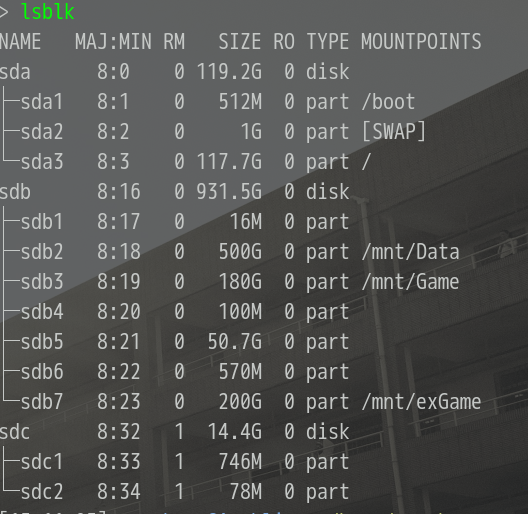 > lsblk
NAME   MAJ:MIN RM   SIZE RO TYPE MOUNTPOINTS
sda      8:0    0 119.2G  0 disk
├─sda1   8:1    0   512M  0 part /boot
├─sda2   8:2    0     1G  0 part [SWAP]
└─sda3   8:3    0 117.7G  0 part /
sdb      8:16   0 931.5G  0 disk
├─sdb1   8:17   0    16M  0 part
├─sdb2   8:18   0   500G  0 part /mnt/Data
├─sdb3   8:19   0   180G  0 part /mnt/Game
├─sdb4   8:20   0   100M  0 part
├─sdb5   8:21   0  50.7G  0 part
├─sdb6   8:22   0   570M  0 part
└─sdb7   8:23   0   200G  0 part /mnt/exGame
sdc      8:32   1  14.4G  0 disk
├─sdc1   8:33   1   746M  0 part
└─sdc2   8:34   1    78M  0 part